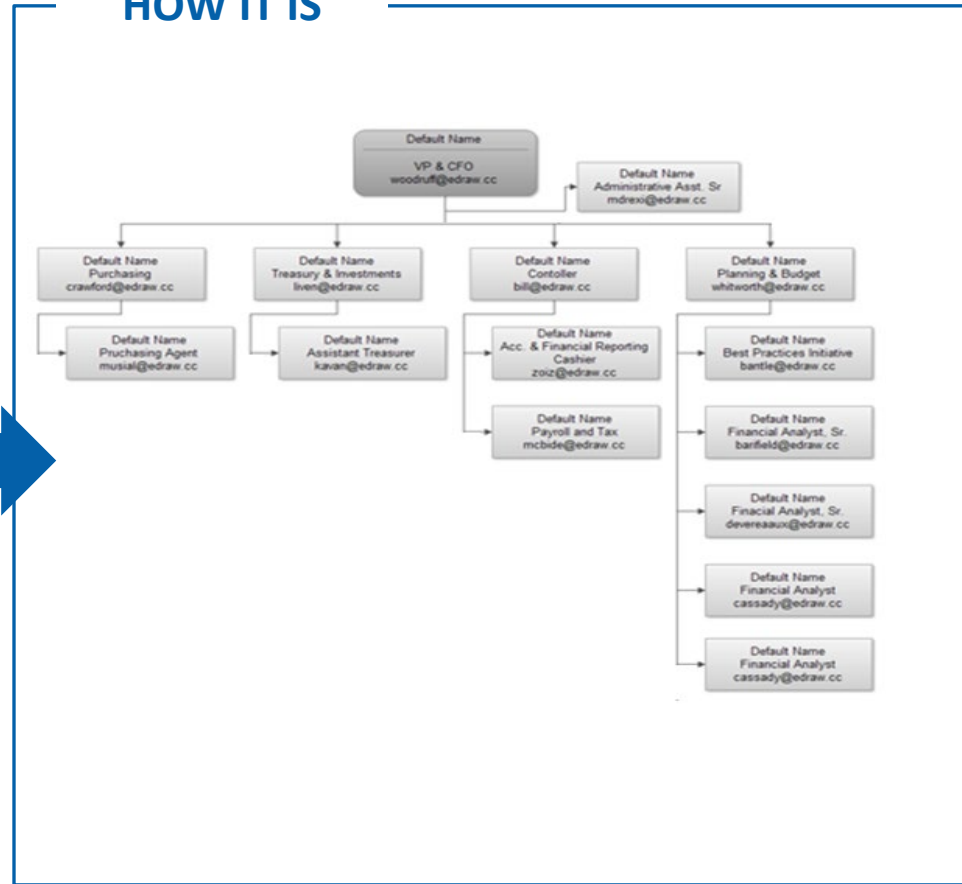 HOW IT IS
Default Name
VP & CFO
woodruff@edraw.cc
Default Name
Administrative Asst. Sr
mdrexi@edraw.cc
Default Name
Purchasing
crawford@edraw.cc
Default Name
Treasury & Investments
liven@edraw.cc
Default Name
Contoller
bill@edraw.cc
Default Name
Planning & Budget
whitworth@edraw.cc
Default Name
Pruchasing Agent
musial@edraw.cc
Default Name
Assistant Treasurer
kavan@edraw.cc
Default Name
Acc. & Financial Reporting
Cashier
zoiz@edraw.cc
Default Name
Best Practices Initiative
bantle@edraw.cc
Default Name
Payroll and Tax
mcbide@edraw.cc
Default Name
Financial Analyst, Sr.
banfield@edraw.cc
Default Name
Finacial Analyst, Sr.
devereaaux@edraw.cc
Default Name
Financial Analyst
cassady@edraw.cc
Default Name
Financial Analyst
cassady@edraw.cc